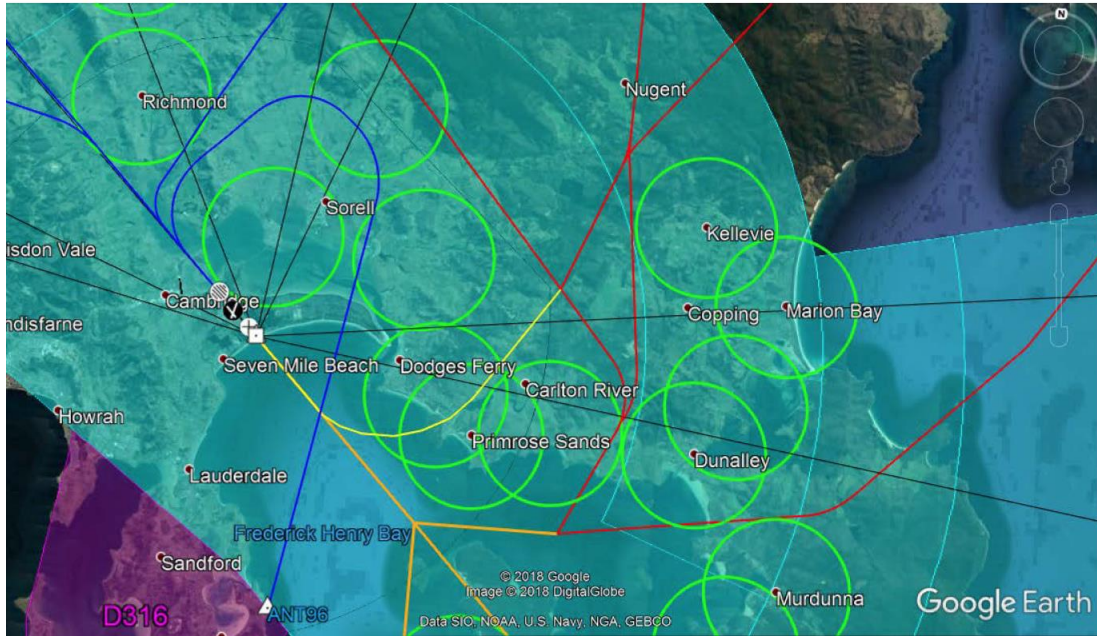 N
Nugent
Richmond
Sorell
Kellevie
isdon Vale
Cambridge
Copping
Marion Bay
ndisfarne
Seven Mile Beach
Dodges Ferry
Carlton River
Howrah
Primrose Sands
Dunalley
Lauderdale
Frederick Henry Bay
Sandford
© 2018 Google
Image © 2018 DigitalGlobe
Murdunna
Google Earth
D316
ANT96
Data SIO, NOAA, U.S. Navy, NGA, GEBCO